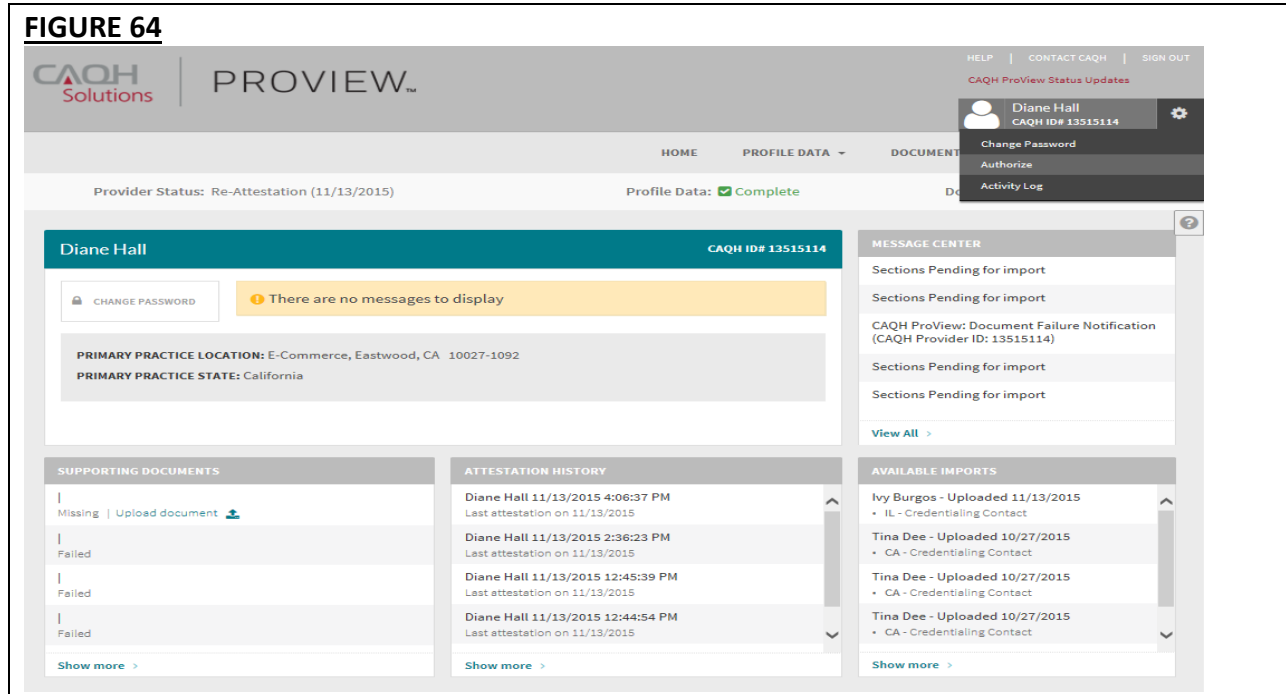 FIGURE 64
HELP | CONTACT CAQH | SIGN OUT
CAQH Solutions
PROVIEW™
CAQH ProView Status Updates
Diane Hall
CAQH ID# 13515114
Change Password
Authorize
Activity Log
HOME PROFILE DATA DOCUMENT
Provider Status: Re-Attestation (11/13/2015) Profile Data: Complete Do
Diane Hall CAQH ID# 13515114
CHANGE PASSWORD
There are no messages to display
PRIMARY PRACTICE LOCATION: E-Commerce, Eastwood, CA 10027-1092
PRIMARY PRACTICE STATE: California
MESSAGE CENTER
Sections Pending for import
Sections Pending for import
CAQH ProView: Document Failure Notification
(CAQH Provider ID: 13515114)
Sections Pending for import
Sections Pending for import
View All >
SUPPORTING DOCUMENTS
|
Missing | Upload document
|
Failed
|
Failed
|
Failed
Show more >
ATTESTATION HISTORY
Diane Hall 11/13/2015 4:06:37 PM
Last attestation on 11/13/2015
Diane Hall 11/13/2015 2:36:23 PM
Last attestation on 11/13/2015
Diane Hall 11/13/2015 12:45:39 PM
Last attestation on 11/13/2015
Diane Hall 11/13/2015 12:44:54 PM
Last attestation on 11/13/2015
Show more >
AVAILABLE IMPORTS
Ivy Burgos - Uploaded 11/13/2015
• IL - Credentialing Contact
Tina Dee - Uploaded 10/27/2015
• CA - Credentialing Contact
Tina Dee - Uploaded 10/27/2015
• CA - Credentialing Contact
Tina Dee - Uploaded 10/27/2015
• CA - Credentialing Contact
Show more >